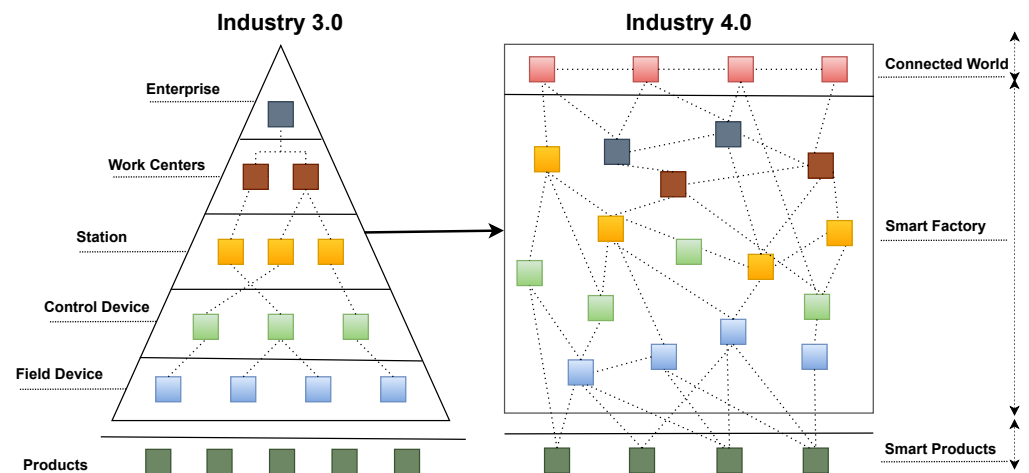 Industry 3.0
Industry 4.0
Enterprise
Work Centers
Station
Control Device
Field Device
Products
Connected World
Smart Factory
Smart Products